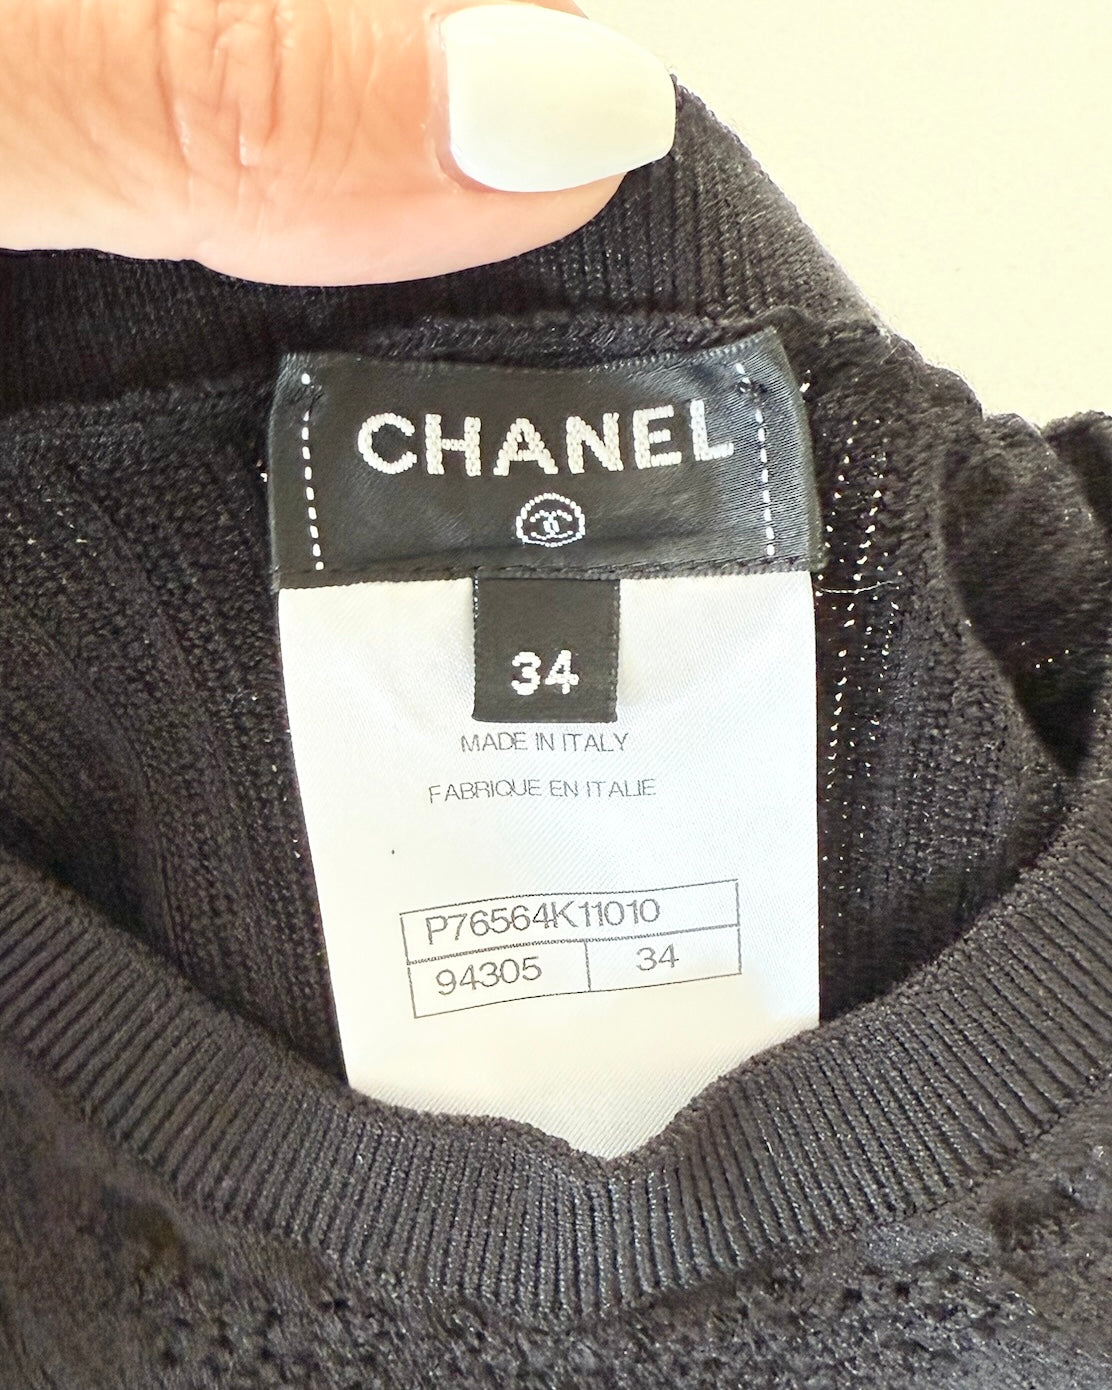 CHANEL
34
MADE IN ITALY
FABRIQUE EN ITALIE
P76564K11010
94305 34